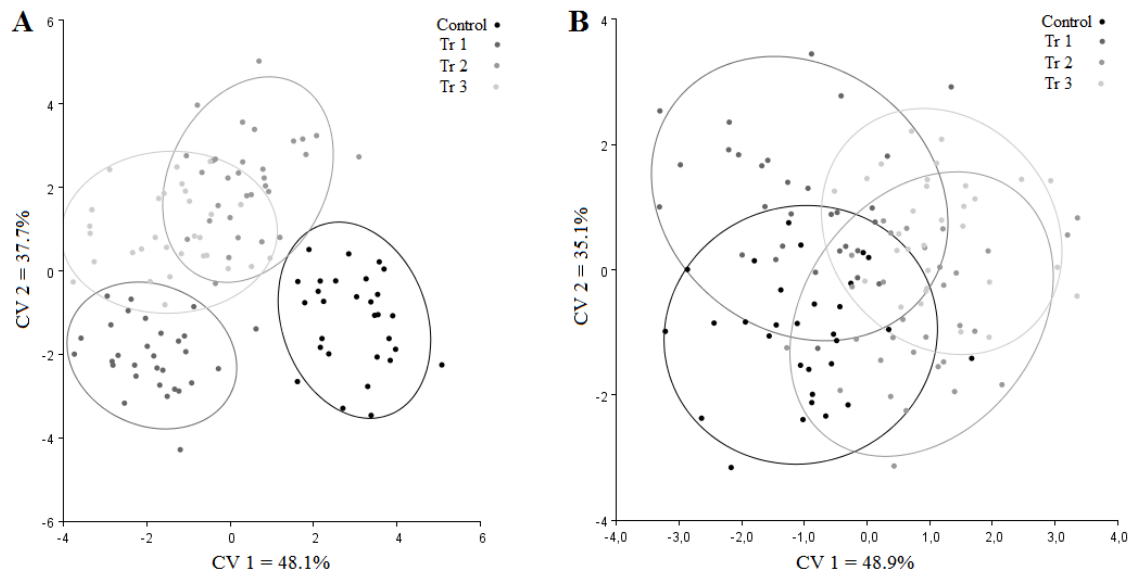 A
Control
Tr 1
Tr 2
Tr 3
6
4
2
0
-2
-4
-6
CV 2 = 37.7%
-4 -2 0 2 4 6
CV 1 = 48.1%
B
Control
Tr 1
Tr 2
Tr 3
4
2
0
-2
-4
CV 2 = 35.1%
-4 -3,0 -2,0 -1,0 0,0 1,0 2,0 3,0 4,0
CV 1 = 48.9%